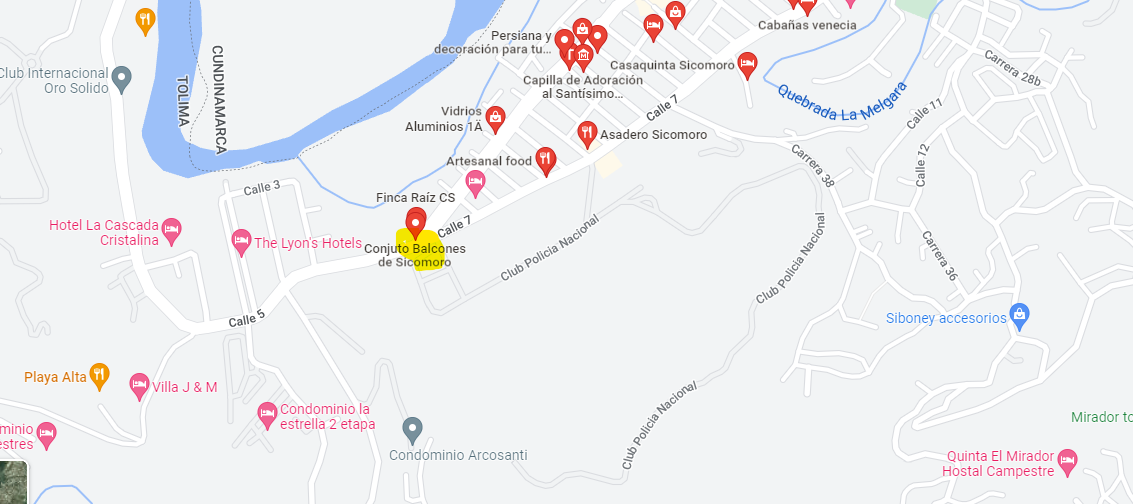 Cabañas venecia
Persiana y
decoración para tu...
Club Internacional
Oro Solido
CUNDINAMARCA
TOLIMA
Casaquinta Sicomoro
Capilla de Adoración
al Santísimo...
Carrera 28b
Quebrada La Melgara
Calle 7
Calle 11
Vidrios
Aluminios 1Ä
Asadero Sicomoro
Artesanal food
Carrera 38
Calle 12
Calle 3
Finca Raíz CS
Hotel La Cascada
Cristalina
The Lyon's Hotels
Calle 7
Conjuto Balcones
de Sicomoro
Club Policia Nacional
Club Policia Nacional
Carrera 36
Calle 5
Siboney accesorios
Playa Alta
Villa J & M
Condominio la
estrella 2 etapa
Club Policia Nacional
Mirador to
minio
estres
Condominio Arcosanti
Quinta El Mirador
Hostal Campestre